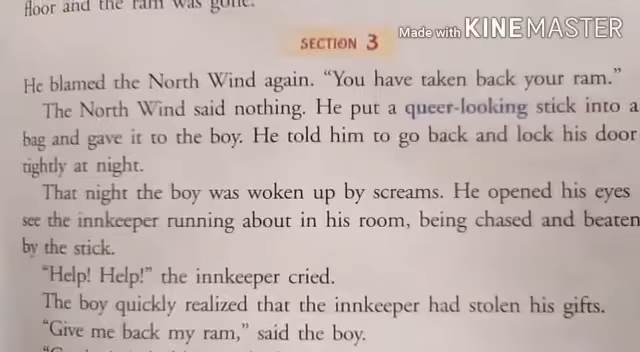 floor and the ram was gone.
Made with KINEMASTER
SECTION 3
He blamed the North Wind again. “You have taken back your ram.”
The North Wind said nothing. He put a queer-looking stick into a
bag and gave it to the boy. He told him to go back and lock his door
tightly at night.
That night the boy was woken up by screams. He opened his eyes
see the innkeeper running about in his room, being chased and beaten
by the stick.
“Help! Help!” the innkeeper cried.
The boy quickly realized that the innkeeper had stolen his gifts.
“Give me back my ram,” said the boy.